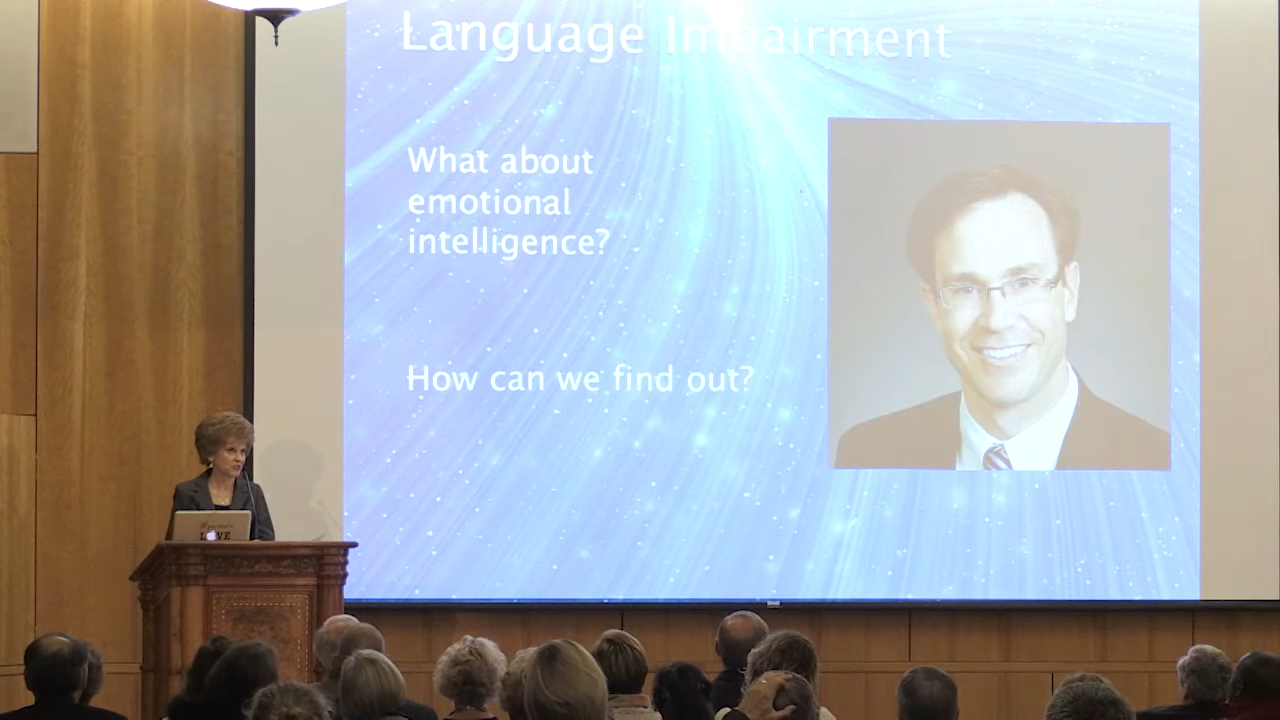 Language Impairment
What about
emotional
intelligence?
How can we find out?